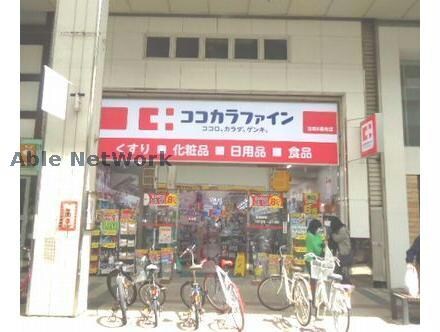 ココカラファイン
ココロ、カラダ、ゲンキ。
くすり ■ 化粧品 ■ 日用品 ■ 食品
Able Network